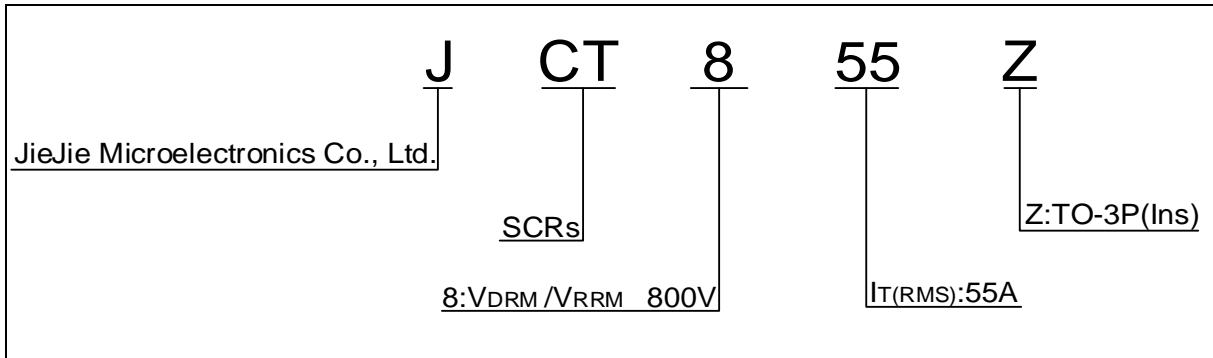 J CT 8 55 Z
JieJie Microelectronics Co., Ltd.
Z:TO-3P(Ins)
SCRs
8:VDRM/VRRM 800V
IT(RMS):55A